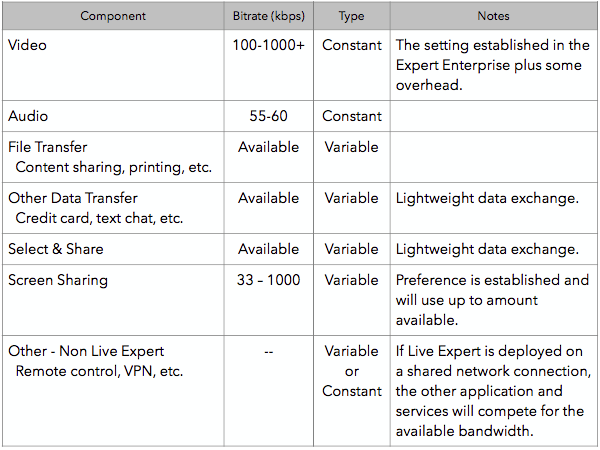 Component Bitrate (kbps) Type Notes
Video 100-1000+ Constant The setting established in the
Expert Enterprise plus some
overhead.
Audio 55-60 Constant
File Transfer Available Variable
Content sharing, printing, etc.
Other Data Transfer Available Variable Lightweight data exchange.
Credit card, text chat, etc.
Select & Share Available Variable Lightweight data exchange.
Screen Sharing 33 – 1000 Variable Preference is established and
will use up to amount
available.
Other - Non Live Expert -- Variable If Live Expert is deployed on
Remote control, VPN, etc. or a shared network connection,
Constant the other application and
services will compete for the
available bandwidth.